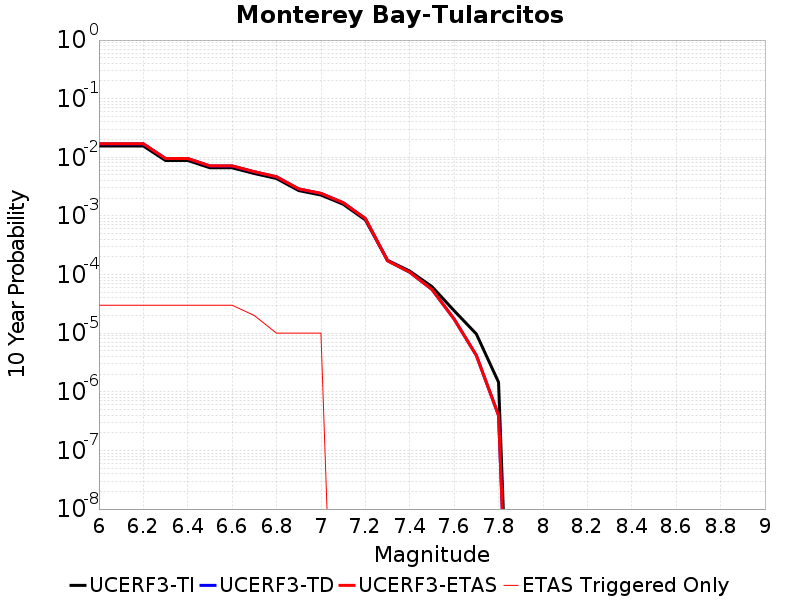 Monterey Bay-Tularcitos
10 Year Probability
10^0
10^-1
10^-2
10^-3
10^-4
10^-5
10^-6
10^-7
10^-8
6 6.2 6.4 6.6 6.8 7 7.2 7.4 7.6 7.8 8 8.2 8.4 8.6 8.8 9
Magnitude
UCERF3-TI UCERF3-TD UCERF3-ETAS ETAS Triggered Only